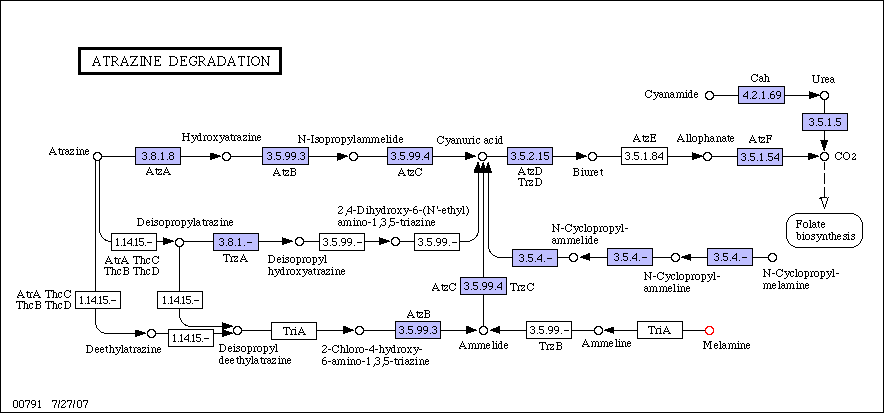 ATRAZINE DEGRADATION
Cah
Urea
Cyanamide
4.2.1.69
3.5.1.5
Hydroxyatrazine
N-Isopropylammelide
Cyanuric acid
AtzE
Allophanate
AtzF
Atrazine
3.8.1.8
3.5.99.3
3.5.99.4
3.5.2.15
3.5.1.84
3.5.1.54
CO2
AtzA
AtzB
AtzC
AtzD
TrzD
Biuret
2,4-Dihydroxy-6-(N'-ethyl)
amino-1,3,5-triazine
Deisopropylatrazine
Folate
biosynthesis
1.14.15.-
3.8.1.-
3.5.99.-
3.5.99.-
N-Cyclopropyl-
ammelide
AtrA ThcC
ThcB ThcD
TrzA
Deisopropyl
hydroxyatrazine
3.5.4.-
3.5.4.-
3.5.4.-
N-Cyclopropyl-
ammeline
N-Cyclopropyl-
melamine
AtrA ThcC
ThcB ThcD
1.14.15.-
1.14.15.-
AtzC
3.5.99.4
TrzC
AtzB
1.14.15.-
TriA
3.5.99.3
3.5.99.-
TriA
Deethylatrazine
Deisopropyl
deethylatrazine
2-Chloro-4-hydroxy-
6-amino-1,3,5-triazine
Ammelide
TrzB
Ammeline
Melamine
00791 7/27/07